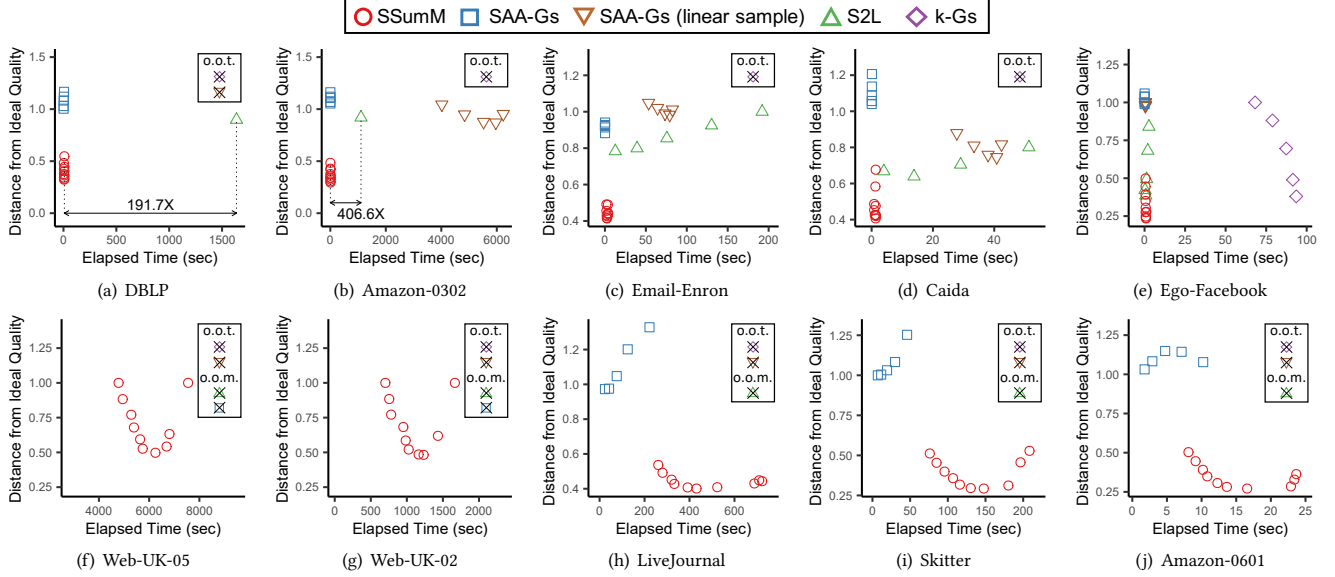 SSumM SAA-Gs SAA-Gs (linear sample) S2L k-Gs
Distance from Ideal Quality
1.5
1.0
0.5
0.0
o.o.t.
191.7X
0 500 1000 1500
Elapsed Time (sec)
(a) DBLP
Distance from Ideal Quality
1.5
1.0
0.5
0.0
o.o.t.
406.6X
0 2000 4000 6000
Elapsed Time (sec)
(b) Amazon-0302
Distance from Ideal Quality
1.2
1.0
0.8
0.6
0.4
o.o.t.
0 50 100 150 200
Elapsed Time (sec)
(c) Email-Enron
Distance from Ideal Quality
1.2
1.0
0.8
0.6
0.4
o.o.t.
0 20 40
Elapsed Time (sec)
(d) Caida
Distance from Ideal Quality
1.25
1.00
0.75
0.50
0.25
0 25 50 75 100
Elapsed Time (sec)
(e) Ego-Facebook
Distance from Ideal Quality
1.25
1.00
0.75
0.50
0.25
o.o.t.
o.o.m.
4000 6000 8000
Elapsed Time (sec)
(f) Web-UK-05
Distance from Ideal Quality
1.25
1.00
0.75
0.50
0.25
o.o.t.
o.o.m.
0 500 1000 1500 2000
Elapsed Time (sec)
(g) Web-UK-02
Distance from Ideal Quality
1.2
1.0
0.8
0.6
0.4
o.o.t.
o.o.m.
0 200 400 600
Elapsed Time (sec)
(h) LiveJournal
Distance from Ideal Quality
1.25
1.00
0.75
0.50
0.25
o.o.t.
o.o.m.
0 50 100 150 200
Elapsed Time (sec)
(i) Skitter
Distance from Ideal Quality
1.25
1.00
0.75
0.50
0.25
o.o.t.
o.o.m.
0 5 10 15 20 25
Elapsed Time (sec)
(j) Amazon-0601